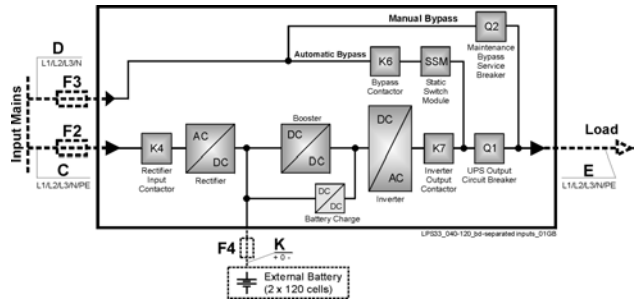 D
L1/L2/L3/N
F3
Input Mains
F2
C
L1/L2/L3/N/PE
Manual Bypass
Q2
Maintenance
Bypass
Service
Breaker
Automatic Bypass
K6
Bypass
Contactor
SSM
Static
Switch
Module
K4
Rectifier
Input
Contactor
AC
DC
Rectifier
Booster
DC
DC
DC
DC
Battery Charge
DC
AC
Inverter
K7
Inverter
Output
Contactor
Q1
UPS Output
Circuit Breaker
Load
E
L1/L2/L3/N/PE
LPS33_040-120_bd-separated inputs_01GB
F4
K
+ 0 -
External Battery
(2 x 120 cells)